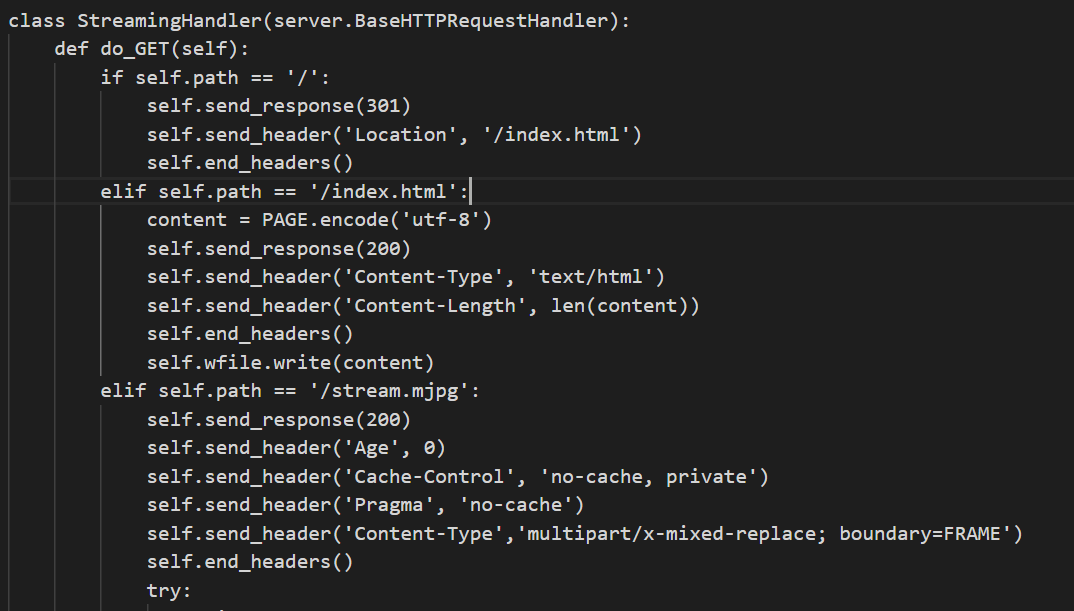 class StreamingHandler(server.BaseHTTPRequestHandler):
    def do_GET(self):
        if self.path == '/':
            self.send_response(301)
            self.send_header('Location', '/index.html')
            self.end_headers()
        elif self.path == '/index.html':
            content = PAGE.encode('utf-8')
            self.send_response(200)
            self.send_header('Content-Type', 'text/html')
            self.send_header('Content-Length', len(content))
            self.end_headers()
            self.wfile.write(content)
        elif self.path == '/stream.mjpg':
            self.send_response(200)
            self.send_header('Age', 0)
            self.send_header('Cache-Control', 'no-cache, private')
            self.send_header('Pragma', 'no-cache')
            self.send_header('Content-Type','multipart/x-mixed-replace; boundary=FRAME')
            self.end_headers()
            try: